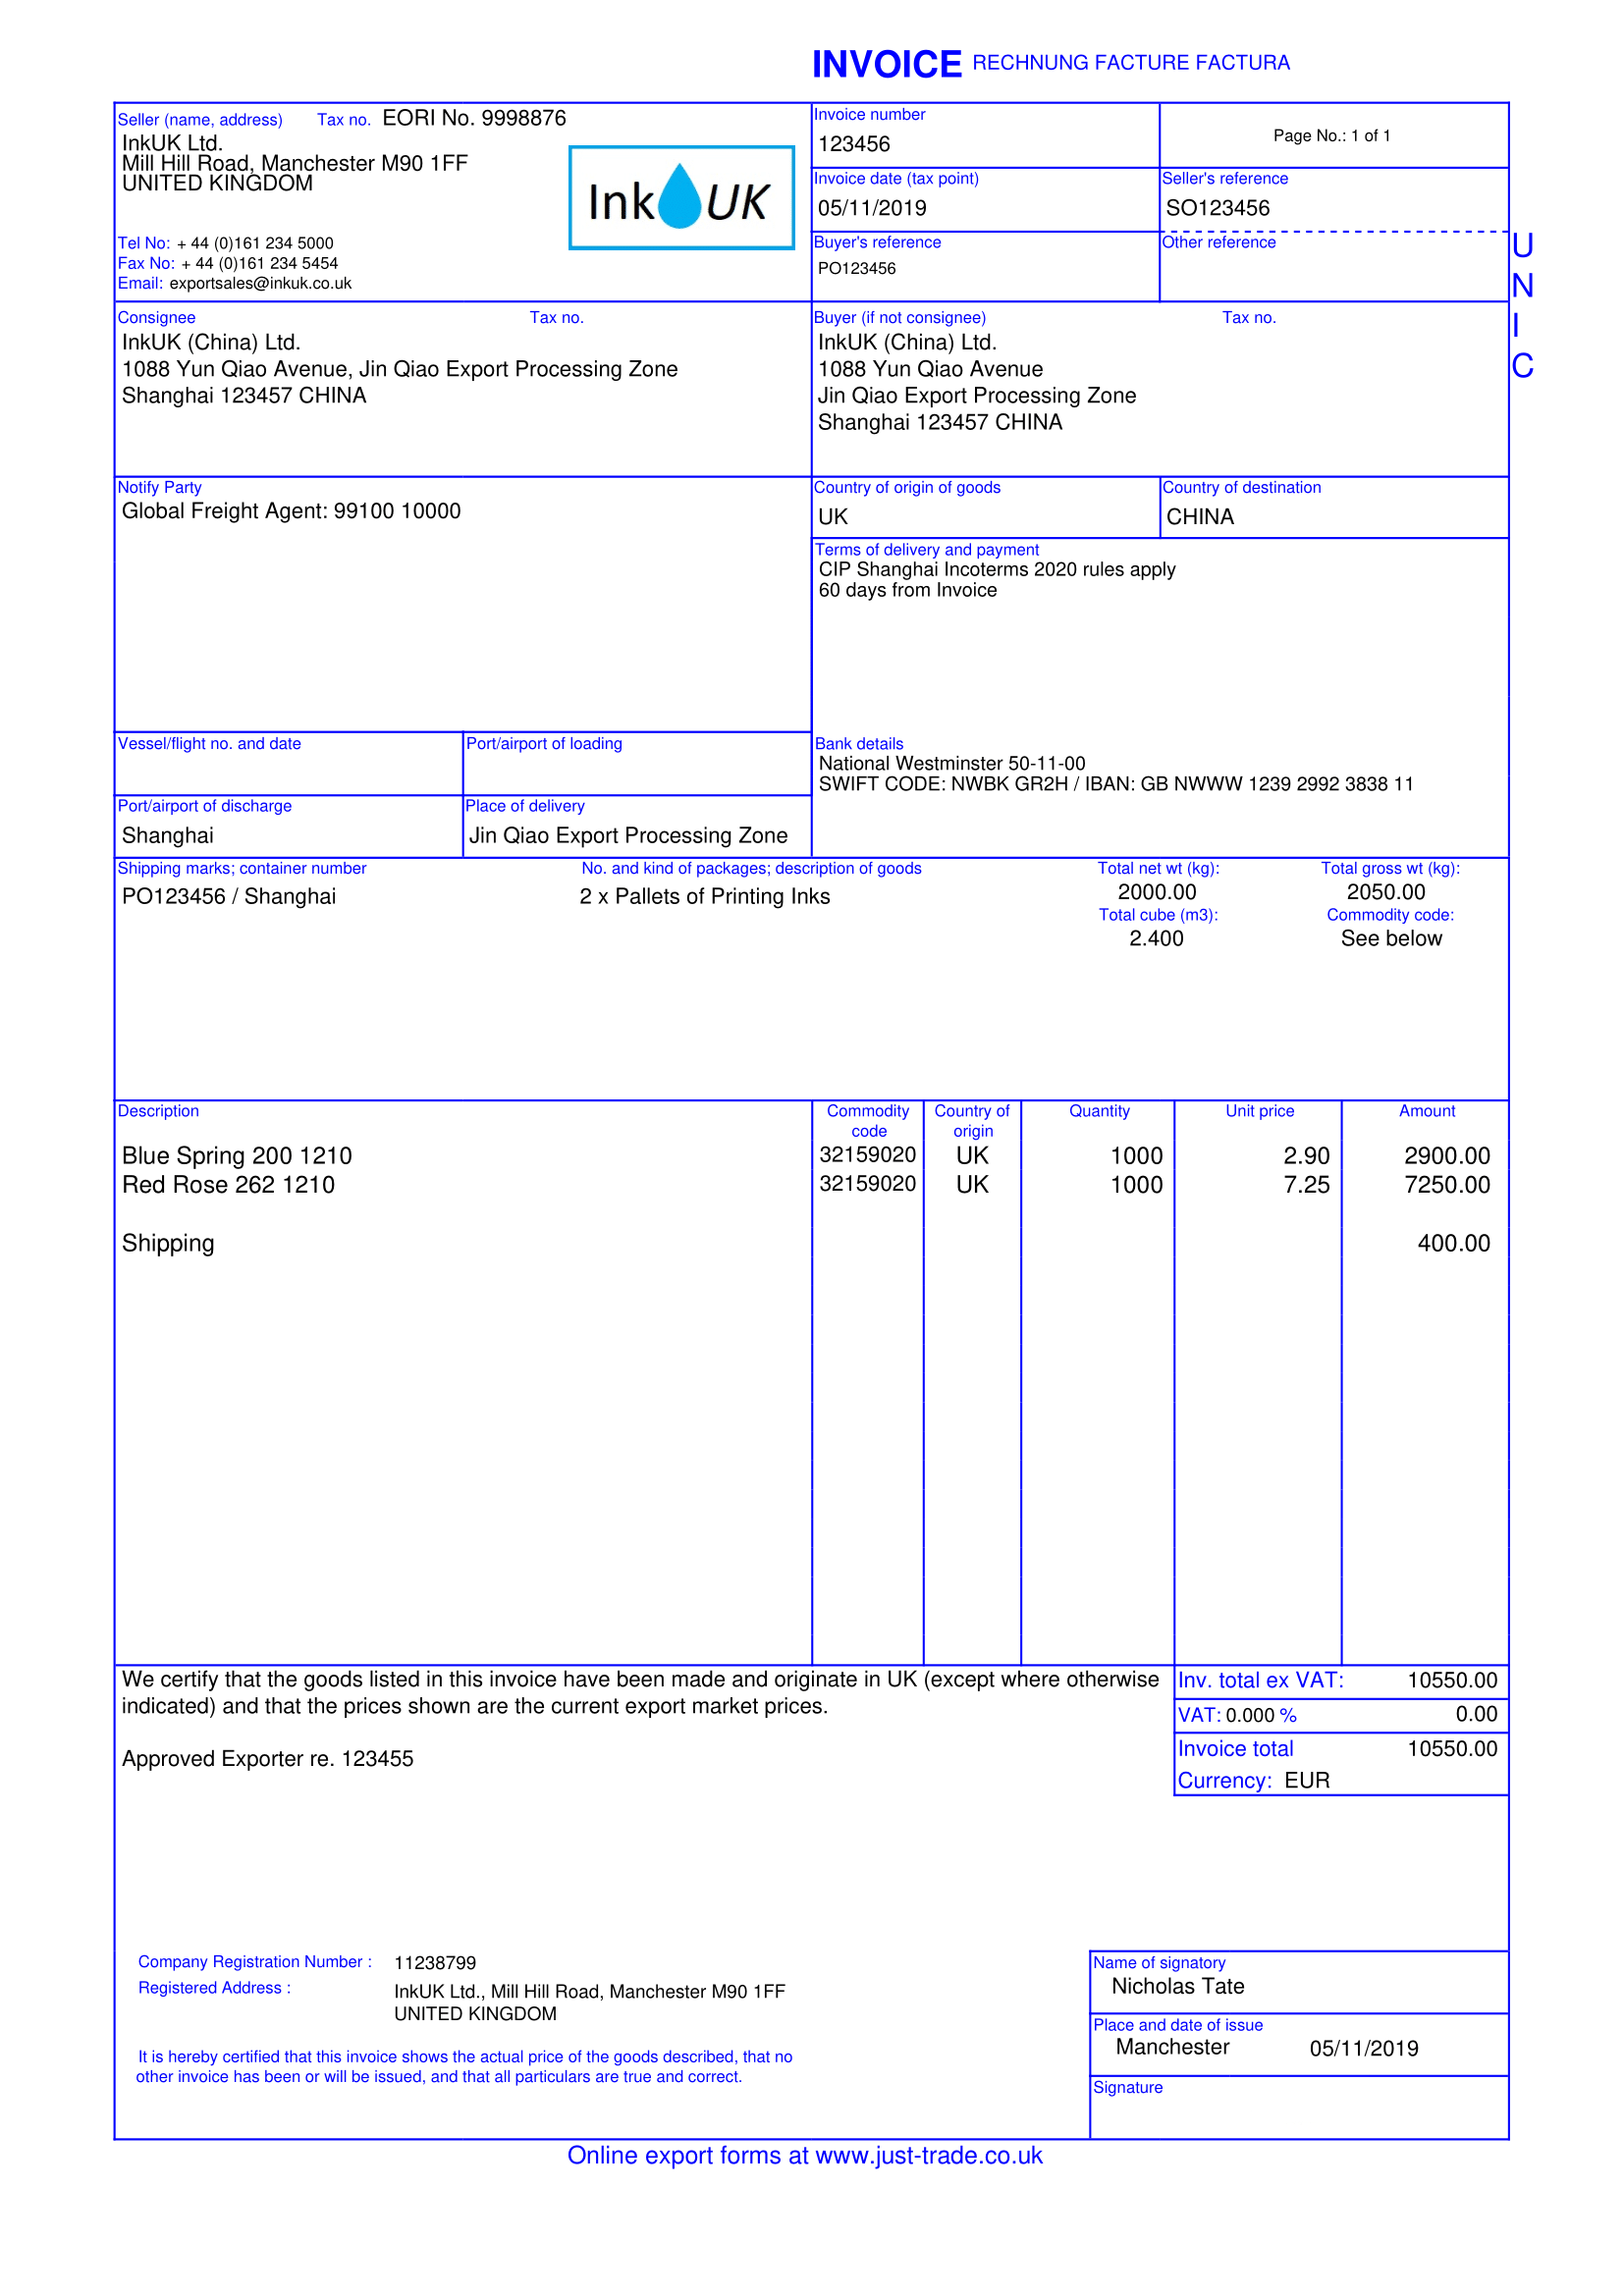 INVOICE RECHNUNG FACTURE FACTURA
Seller (name, address) Tax no. EORI No. 9998876
InkUK Ltd.
Mill Hill Road, Manchester M90 1FF
UNITED KINGDOM
Ink UK
Tel No: + 44 (0)161 234 5000
Fax No: + 44 (0)161 234 5454
Email: exportsales@inkuk.co.uk
Invoice number
123456
Page No.: 1 of 1
Invoice date (tax point)
05/11/2019
Seller's reference
SO123456
Buyer's reference
PO123456
Other reference
U
N
I
C
Consignee Tax no.
InkUK (China) Ltd.
1088 Yun Qiao Avenue, Jin Qiao Export Processing Zone
Shanghai 123457 CHINA
Buyer (if not consignee) Tax no.
InkUK (China) Ltd.
1088 Yun Qiao Avenue
Jin Qiao Export Processing Zone
Shanghai 123457 CHINA
Notify Party
Global Freight Agent: 99100 10000
Country of origin of goods
UK
Country of destination
CHINA
Terms of delivery and payment
CIP Shanghai Incoterms 2020 rules apply
60 days from Invoice
Vessel/flight no. and date
Port/airport of loading
Bank details
National Westminster 50-11-00
SWIFT CODE: NWBK GR2H / IBAN: GB NWWW 1239 2992 3838 11
Port/airport of discharge
Shanghai
Place of delivery
Jin Qiao Export Processing Zone
Shipping marks; container number No. and kind of packages; description of goods Total net wt (kg): Total gross wt (kg):
PO123456 / Shanghai 2 x Pallets of Printing Inks 2000.00 2050.00
Total cube (m3): Commodity code:
2.400 See below
Description Commodity code Country of origin Quantity Unit price Amount
Blue Spring 200 1210 32159020 UK 1000 2.90 2900.00
Red Rose 262 1210 32159020 UK 1000 7.25 7250.00
Shipping 400.00
We certify that the goods listed in this invoice have been made and originate in UK (except where otherwise
indicated) and that the prices shown are the current export market prices.
Approved Exporter re. 123455
Inv. total ex VAT: 10550.00
VAT: 0.000 % 0.00
Invoice total 10550.00
Currency: EUR
Company Registration Number : 11238799
Registered Address : InkUK Ltd., Mill Hill Road, Manchester M90 1FF
UNITED KINGDOM
It is hereby certified that this invoice shows the actual price of the goods described, that no
other invoice has been or will be issued, and that all particulars are true and correct.
Name of signatory
Nicholas Tate
Place and date of issue
Manchester 05/11/2019
Signature
Online export forms at www.just-trade.co.uk